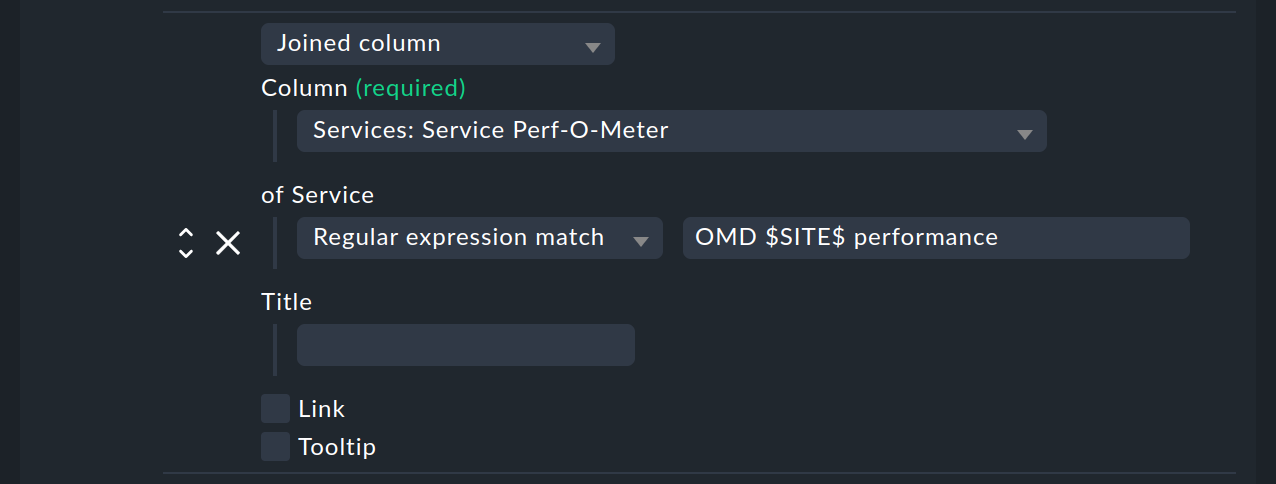 Joined column
Column (required)
Services: Service Perf-O-Meter
of Service
Regular expression match OMD $SITE$ performance
Title
Link
Tooltip